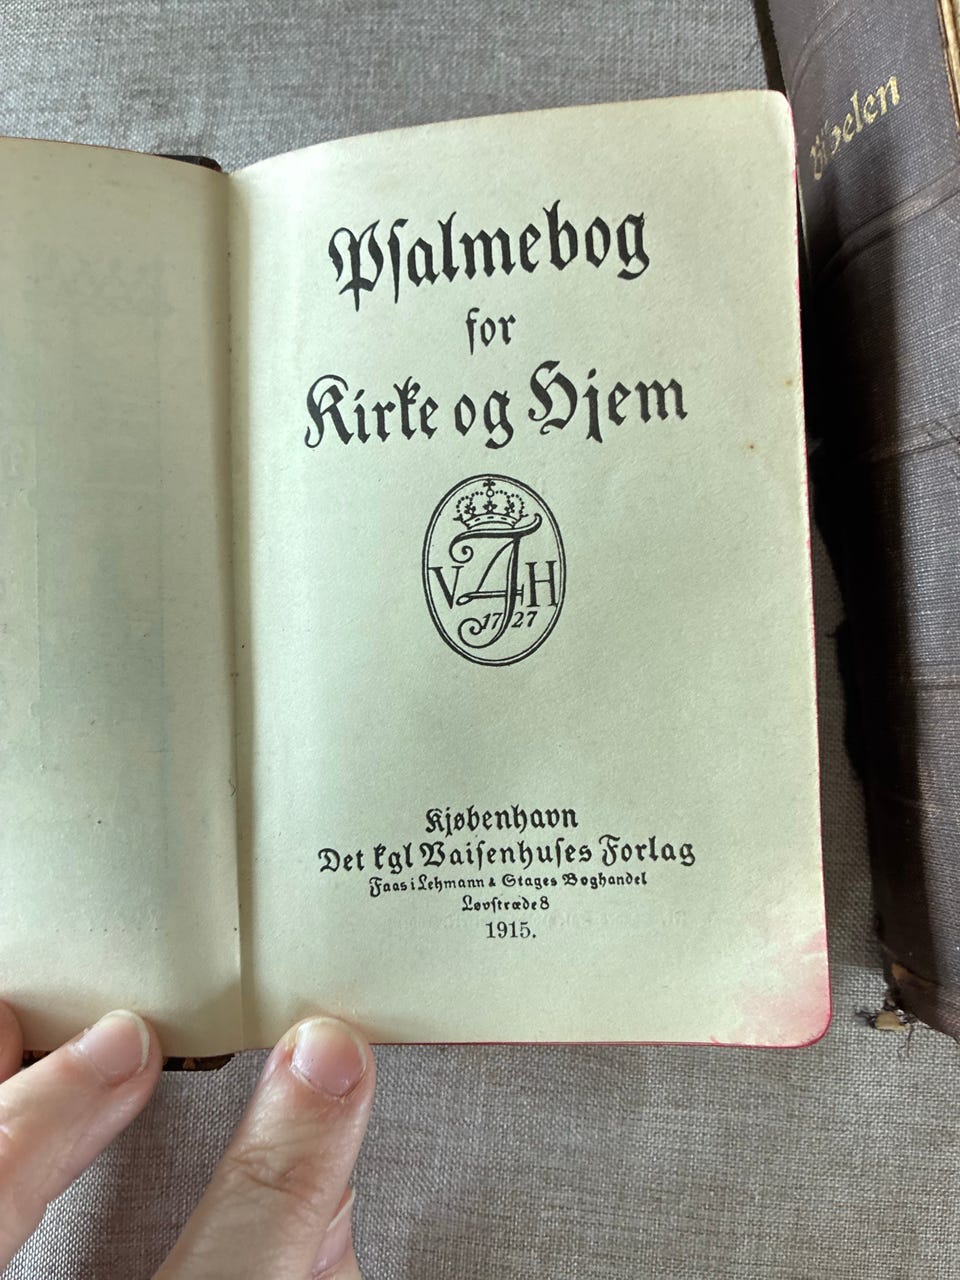 Psalmebog
for
Kirke og Hjem
V H
1727
Kjøbenhavn
Det kgl Vaisenhuses Forlag
Faas i Lehmann & Stages Boghandel
Løvstræde 8
1915.
Bibelen